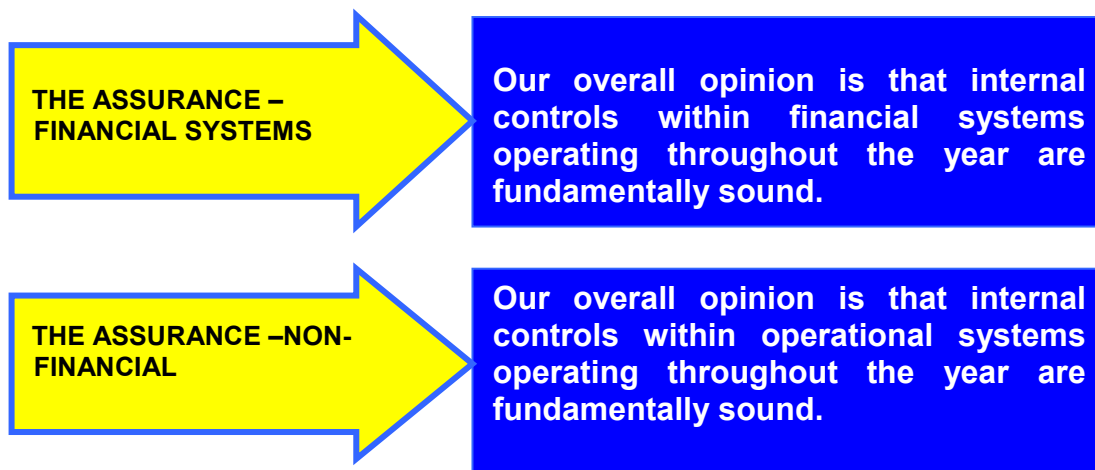 THE ASSURANCE –
FINANCIAL SYSTEMS
Our overall opinion is that internal
controls within financial systems
operating throughout the year are
fundamentally sound.
THE ASSURANCE –NON-
FINANCIAL
Our overall opinion is that internal
controls within operational systems
operating throughout the year are
fundamentally sound.